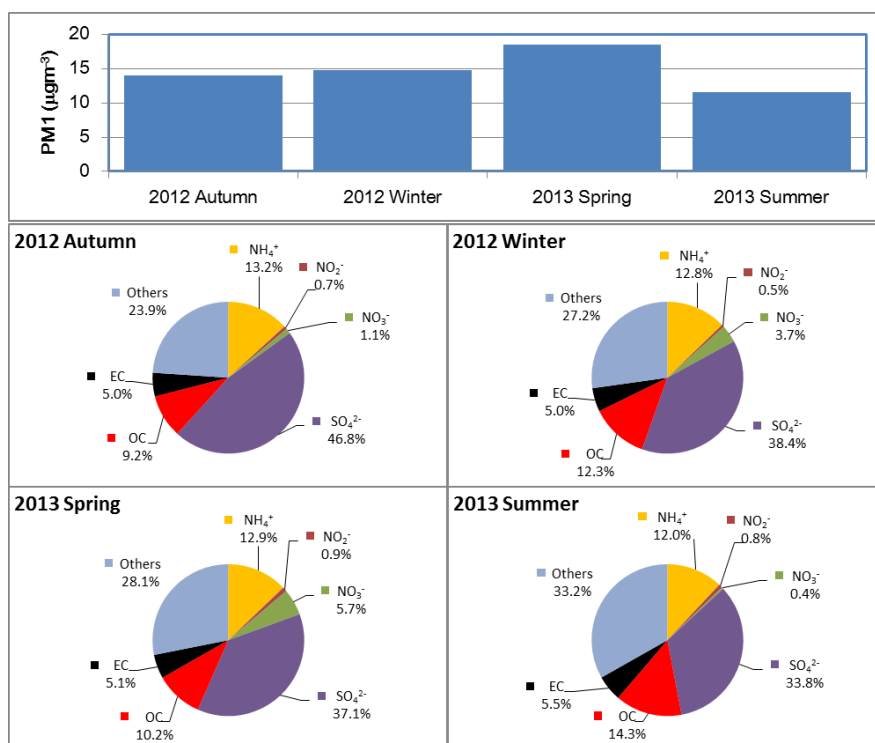 20
15
10
5
0
PM1 (µgm-³)
2012 Autumn
2012 Winter
2013 Spring
2013 Summer
2012 Autumn
NH₄⁺
13.2%
NO₂⁻
0.7%
NO₃⁻
1.1%
SO₄²⁻
46.8%
OC
9.2%
EC
5.0%
Others
23.9%
2012 Winter
NH₄⁺
12.8%
NO₂⁻
0.5%
NO₃⁻
3.7%
SO₄²⁻
38.4%
OC
12.3%
EC
5.0%
Others
27.2%
2013 Spring
NH₄⁺
12.9%
NO₂⁻
0.9%
NO₃⁻
5.7%
SO₄²⁻
37.1%
OC
10.2%
EC
5.1%
Others
28.1%
2013 Summer
NH₄⁺
12.0%
NO₂⁻
0.8%
NO₃⁻
0.4%
SO₄²⁻
33.8%
OC
14.3%
EC
5.5%
Others
33.2%